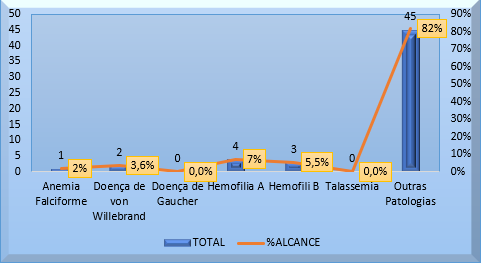 50
45
40
35
30
25
20
15
10
5
0
90%
80%
70%
60%
50%
40%
30%
20%
10%
0%
1
2
0
4
3
0
45
2%
3,6%
0,0%
7%
5,5%
0,0%
82%
Anemia
Falciforme
Doença de
von
Willebrand
Doença de
Gaucher
Hemofilia A
Hemofili B
Talassemia
Outras
Patologias
TOTAL
%ALCANCE